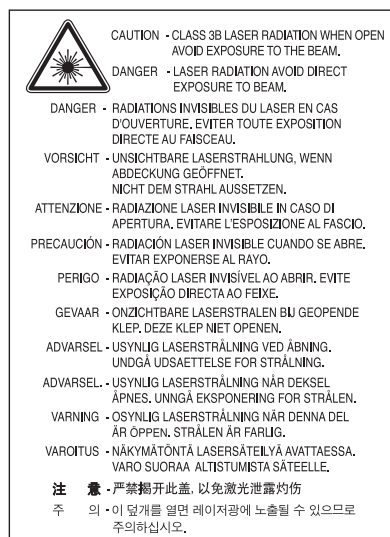 CAUTION - CLASS 3B LASER RADIATION WHEN OPEN
AVOID EXPOSURE TO THE BEAM.
DANGER - LASER RADIATION AVOID DIRECT
EXPOSURE TO BEAM.
DANGER - RADIATIONS INVISIBLES DU LASER EN CAS
D'OUVERTURE. EVITER TOUTE EXPOSITION
DIRECTE AU FAISCEAU.
VORSICHT - UNSICHTBARE LASERSTRAHLUNG, WENN
ABDECKUNG GEÖFFNET.
NICHT DEM STRAHL AUSSETZEN.
ATTENZIONE - RADIAZIONE LASER INVISIBILE IN CASO DI
APERTURA. EVITARE L'ESPOSIZIONE AL FASCIO.
PRECAUCIÓN - RADIACIÓN LASER INVISIBLE CUANDO SE ABRE.
EVITAR EXPONERSE AL RAYO.
PERIGO - RADIAÇÃO LASER INVISÍVEL AO ABRIR. EVITE
EXPOSIÇÃO DIRECTA AO FEIXE.
GEVAAR - ONZICHTBARE LASERSTRALEN BIJ GEOPENDE
KLEP. DEZE KLEP NIET OPENEN.
ADVARSEL - USYNLIG LASERSTRÅLNING VED ÅBNING.
UNDGÅ UDSAETTELSE FOR STRÅLNING.
ADVARSEL. - USYNLIG LASERSTRÅLNING NÅR DEKSEL
ÅPNES. UNNGÅ EKSPONERING FOR STRÅLEN.
VARNING - OSYNLIG LASERSTRÅLNING NÄR DENNA DEL
ÄR ÖPPEN. STRÅLEN ÄR FARLIG.
VAROITUS - NÄKYMÄTÖNTÄ LASERSÄTEILYÄ AVATTAESSA.
VARO SUORAA ALTISTUMISTA SÄTEELLE.
注 意 - 严禁揭开此盖, 以免激光泄露灼伤
주 의 - 이 덮개를 열면 레이저광에 노출될 수 있으므로
주의하십시오.